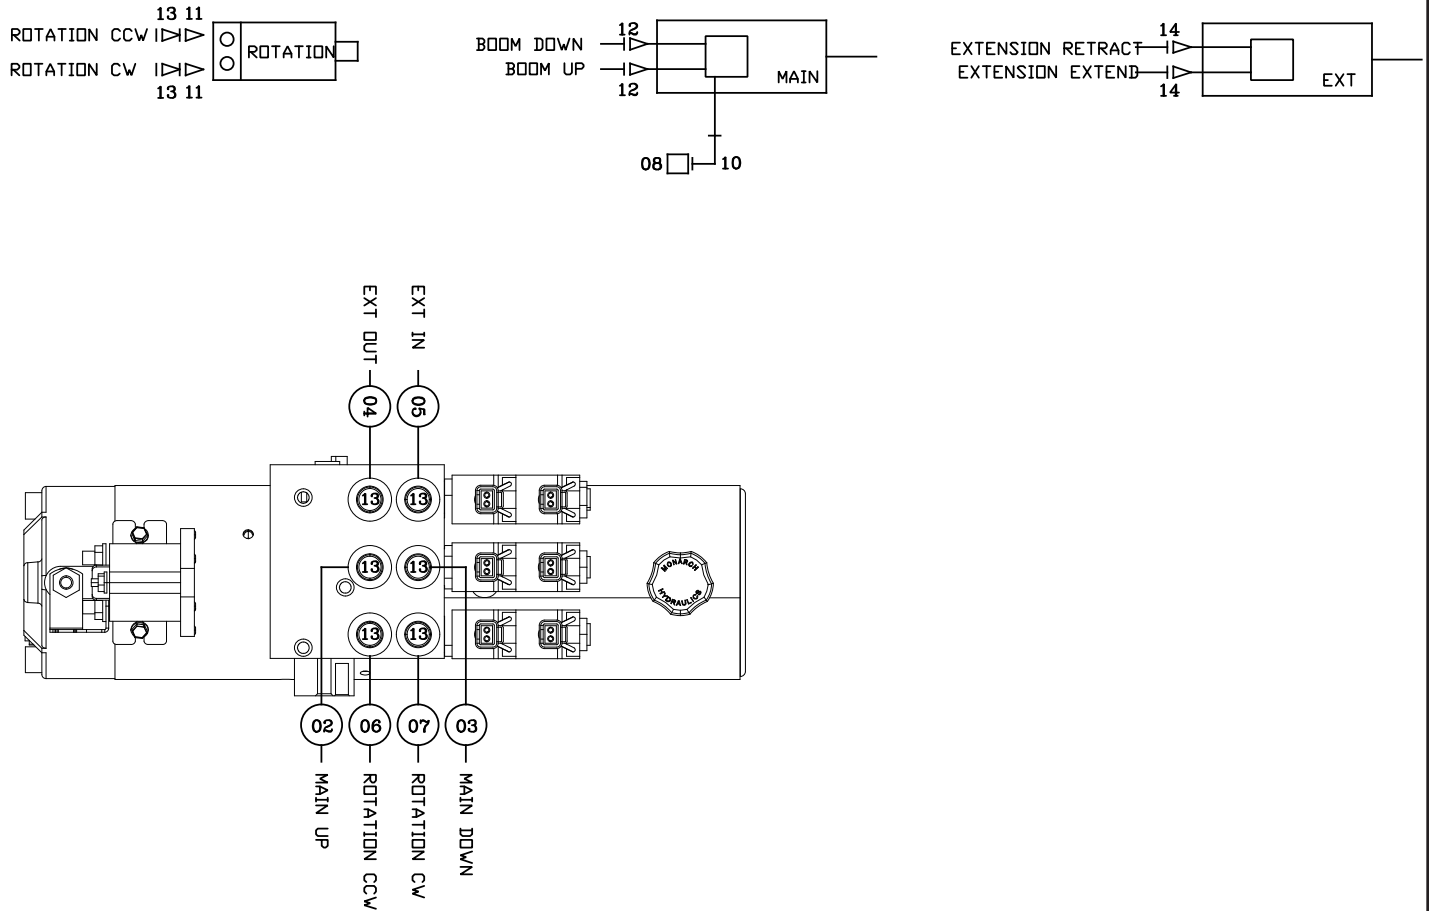 13 11
ROTATION CCW
ROTATION
ROTATION CW
13 11
12
BOOM DOWN
BOOM UP
MAIN
12
08
10
14
EXTENSION RETRACT
EXTENSION EXTEND
EXT
14
EXT OUT
EXT IN
04
05
13
13
13
13
MONARCH
HYDRAULICS
13
13
02
06
07
03
MAIN UP
ROTATION CCW
ROTATION CW
MAIN DOWN